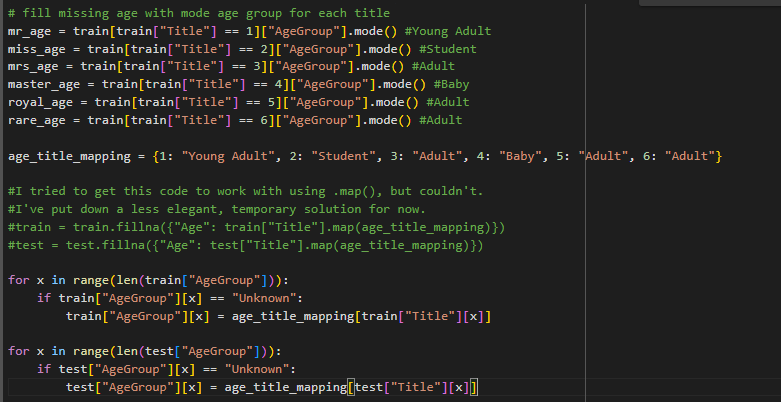 # fill missing age with mode age group for each title
mr_age = train[train["Title"] == 1]["AgeGroup"].mode() #Young Adult
miss_age = train[train["Title"] == 2]["AgeGroup"].mode() #Student
mrs_age = train[train["Title"] == 3]["AgeGroup"].mode() #Adult
master_age = train[train["Title"] == 4]["AgeGroup"].mode() #Baby
royal_age = train[train["Title"] == 5]["AgeGroup"].mode() #Adult
rare_age = train[train["Title"] == 6]["AgeGroup"].mode() #Adult
age_title_mapping = {1: "Young Adult", 2: "Student", 3: "Adult", 4: "Baby", 5: "Adult", 6: "Adult"}
#I tried to get this code to work with using .map(), but couldn't.
#I've put down a less elegant, temporary solution for now.
#train = train.fillna({"Age": train["Title"].map(age_title_mapping)})
#test = test.fillna({"Age": test["Title"].map(age_title_mapping)})
for x in range(len(train["AgeGroup"])):
    if train["AgeGroup"][x] == "Unknown":
        train["AgeGroup"][x] = age_title_mapping[train["Title"][x]]
for x in range(len(test["AgeGroup"])):
    if test["AgeGroup"][x] == "Unknown":
        test["AgeGroup"][x] = age_title_mapping[test["Title"][x]]